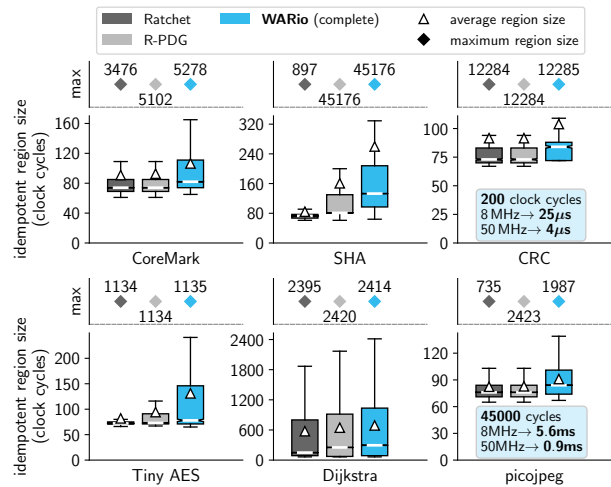 Ratchet
R-PDG
WARio (complete)
average region size
maximum region size
max
3476 5278
5102
897 45176
45176
12284 12285
12284
idempotent region size
(clock cycles)
160
120
80
40
0
CoreMark
260
200
140
80
20
SHA
100
75
50
25
0
200 clock cycles
8 MHz→ 25μs
50 MHz→ 4μs
CRC
max
1134 1135
1134
2395 2414
2420
735 1987
2423
idempotent region size
(clock cycles)
200
150
100
50
0
Tiny AES
2400
1800
1200
600
0
Dijkstra
120
90
60
30
0
45000 cycles
8MHz→ 5.6ms
50MHz→ 0.9ms
picojpeg